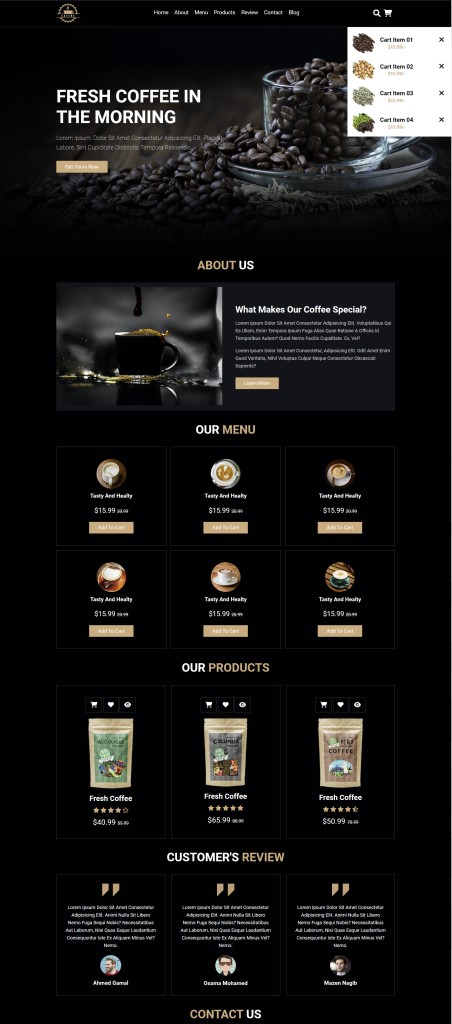 Home About Menu Products Review Contact Blog
Cart Item 01
$15.99/-
Cart Item 02
$15.99/-
Cart Item 03
$15.99/-
Cart Item 04
$15.99/-
FRESH COFFEE IN
THE MORNING
Lorem Ipsum, Dolor Sit Amet Consectetur Adipisicing Elit. Placeat
Labore, Sint Cupiditate Distinctio Tempora Reiciendis.
Get Yours Now
ABOUT US
What Makes Our Coffee Special?
Lorem Ipsum Dolor Sit Amet Consectetur Adipisicing Elit. Voluptatibus Qui
Ea Ullam, Enim Tempora Ipsum Fuga Alias Quae Ratione A Officiis Id
Temporibus Autem? Quod Nemo Facilis Cupiditate. Ex, Vel?
Lorem Ipsum Dolor Sit Amet Consectetur, Adipisicing Elit. Odit Amet Enim
Quod Veritatis, Nihil Voluptas Culpa! Neque Consectetur Obcaecati
Sapiente?
Learn More
OUR MENU
Tasty And Healty
Tasty And Healty
Tasty And Healty
$15.99 20.99
$15.99 20.99
$15.99 20.99
Add To Cart
Add To Cart
Add To Cart
Tasty And Healty
Tasty And Healty
Tasty And Healty
$15.99 20.99
$15.99 20.99
$15.99 20.99
Add To Cart
Add To Cart
Add To Cart
OUR PRODUCTS
NICARAGUA
COLUMBIA
PERU
COFFEE
Fresh Coffee
Fresh Coffee
Fresh Coffee
$40.99
$65.99
$50.99
CUSTOMER'S REVIEW
Lorem Ipsum Dolor Sit Amet Consectetur
Adipisicing Elit. Animi Nulla Sit Libero
Nemo Fuga Sequi Nobis? Necessitatibus
Aut Laborum, Nisi Quas Eaque Laudantium
Consequuntur Iste Ex Aliquam Minus Vel?
Nemo.
Lorem Ipsum Dolor Sit Amet Consectetur
Adipisicing Elit. Animi Nulla Sit Libero
Nemo Fuga Sequi Nobis? Necessitatibus
Aut Laborum, Nisi Quas Eaque Laudantium
Consequuntur Iste Ex Aliquam Minus Vel?
Nemo.
Lorem Ipsum Dolor Sit Amet Consectetur
Adipisicing Elit. Animi Nulla Sit Libero
Nemo Fuga Sequi Nobis? Necessitatibus
Aut Laborum, Nisi Quas Eaque Laudantium
Consequuntur Iste Ex Aliquam Minus Vel?
Nemo.
Ahmed Gamal
Osama Mohamed
Mazen Nagib
CONTACT US